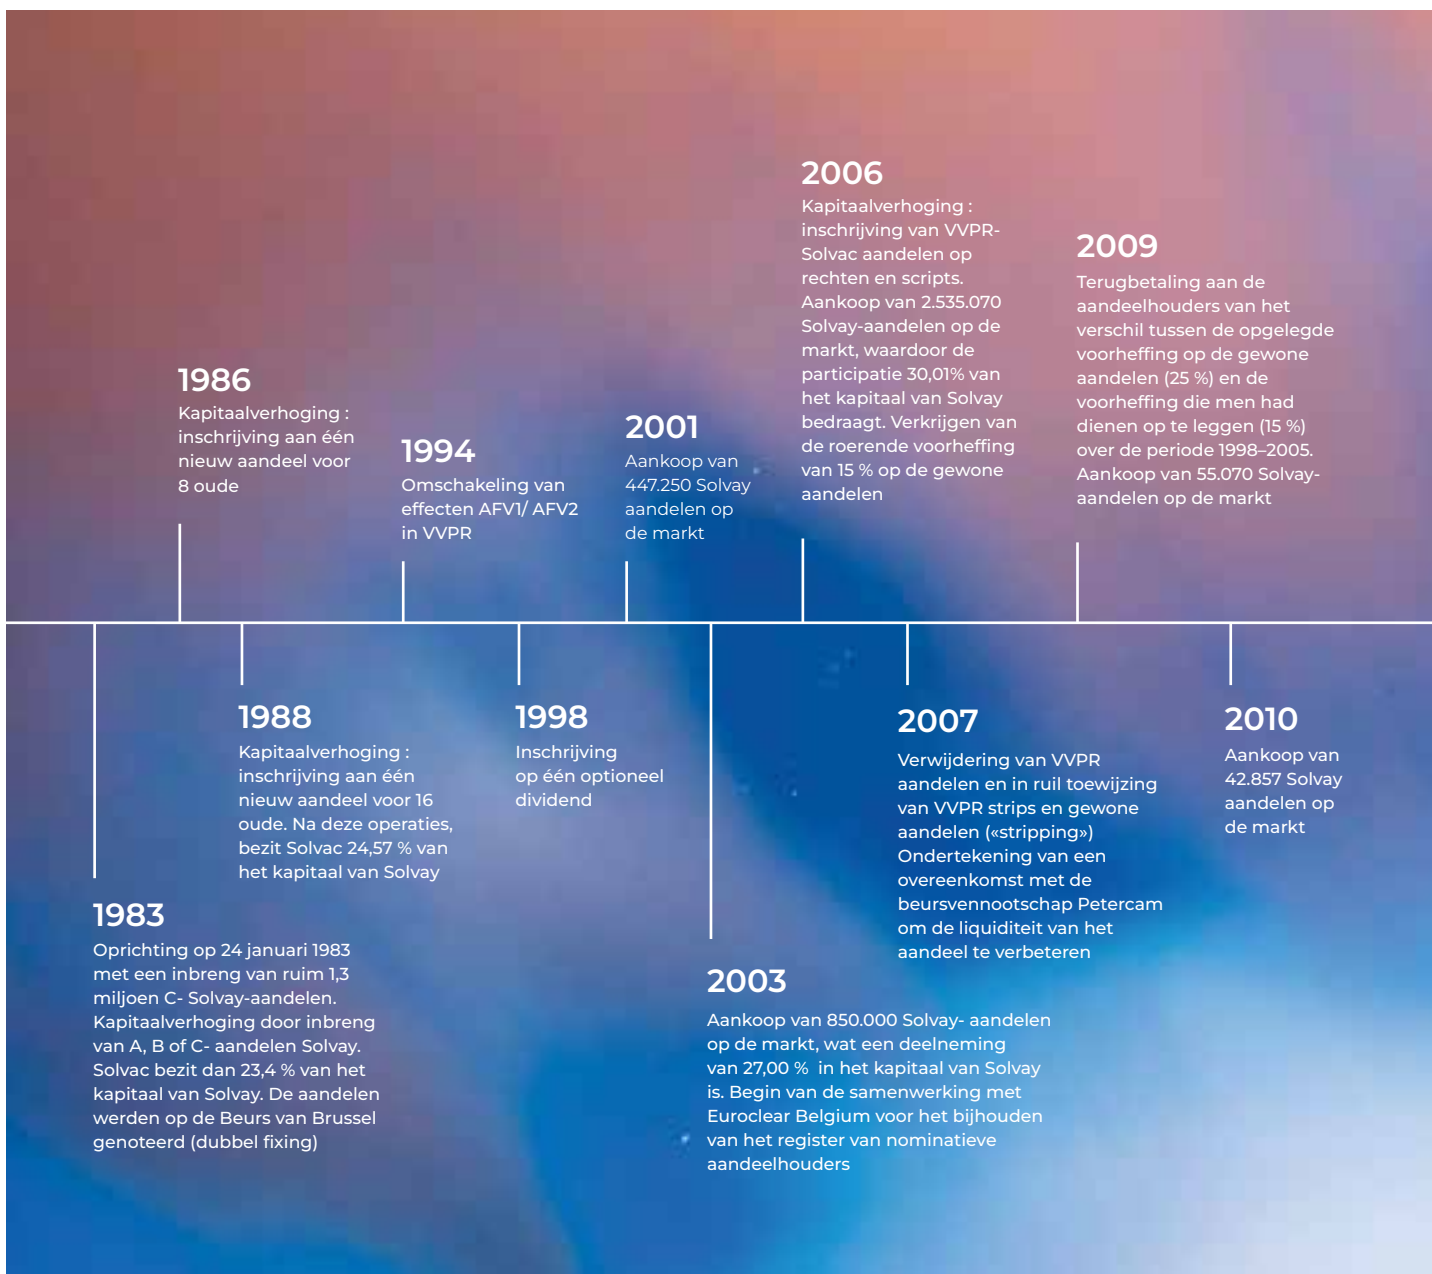 2006
Kapitaalverhoging :
inschrijving van VVPR-
Solvac aandelen op
rechten en scripts.
Aankoop van 2.535.070
Solvay-aandelen op de
markt, waardoor de
participatie 30,01% van
het kapitaal van Solvay
bedraagt. Verkrijgen van
de roerende voorheffing
van 15 % op de gewone
aandelen
2009
Terugbetaling aan de
aandeelhouders van het
verschil tussen de opgelegde
voorheffing op de gewone
aandelen (25 %) en de
voorheffing die men had
dienen op te leggen (15 %)
over de periode 1998–2005.
Aankoop van 55.070 Solvay-
aandelen op de markt
1986
Kapitaalverhoging :
inschrijving aan één
nieuw aandeel voor
8 oude
1994
Omschakeling van
effecten AFV1/ AFV2
in VVPR
2001
Aankoop van
447.250 Solvay
aandelen op
de markt
1988
Kapitaalverhoging :
inschrijving aan één
nieuw aandeel voor 16
oude. Na deze operaties,
bezit Solvac 24,57 % van
het kapitaal van Solvay
1998
Inschrijving
op één optioneel
dividend
2007
Verwijdering van VVPR
aandelen en in ruil toewijzing
van VVPR strips en gewone
aandelen («stripping»)
Ondertekening van een
overeenkomst met de
beursvennootschap Petercam
om de liquiditeit van het
aandeel te verbeteren
2010
Aankoop van
42.857 Solvay
aandelen op
de markt
1983
Oprichting op 24 januari 1983
met een inbreng van ruim 1,3
miljoen C- Solvay-aandelen.
Kapitaalverhoging door inbreng
van A, B of C- aandelen Solvay.
Solvac bezit dan 23,4 % van het
kapitaal van Solvay. De aandelen
werden op de Beurs van Brussel
genoteerd (dubbel fixing)
2003
Aankoop van 850.000 Solvay- aandelen
op de markt, wat een deelneming
van 27,00 % in het kapitaal van Solvay
is. Begin van de samenwerking met
Euroclear Belgium voor het bijhouden
van het register van nominatieve
aandeelhouders